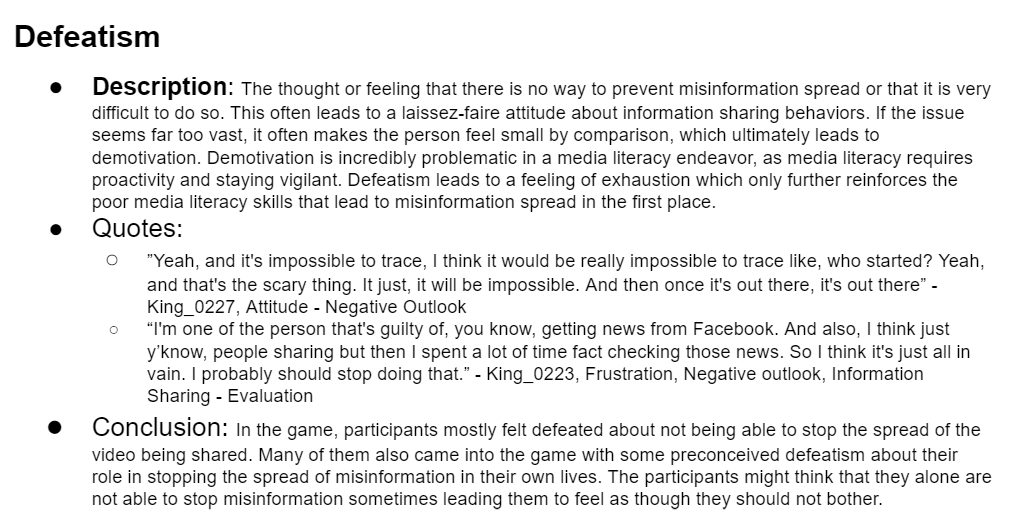 Defeatism
● Description: The thought or feeling that there is no way to prevent misinformation spread or that it is very
difficult to do so. This often leads to a laissez-faire attitude about information sharing behaviors. If the issue
seems far too vast, it often makes the person feel small by comparison, which ultimately leads to
demotivation. Demotivation is incredibly problematic in a media literacy endeavor, as media literacy requires
proactivity and staying vigilant. Defeatism leads to a feeling of exhaustion which only further reinforces the
poor media literacy skills that lead to misinformation spread in the first place.
● Quotes:
○ ”Yeah, and it's impossible to trace, I think it would be really impossible to trace like, who started? Yeah,
and that's the scary thing. It just, it will be impossible. And then once it's out there, it's out there” -
King_0227, Attitude - Negative Outlook
○ “I'm one of the person that's guilty of, you know, getting news from Facebook. And also, I think just
y’know, people sharing but then I spent a lot of time fact checking those news. So I think it's just all in
vain. I probably should stop doing that.” - King_0223, Frustration, Negative outlook, Information
Sharing - Evaluation
● Conclusion: In the game, participants mostly felt defeated about not being able to stop the spread of the
video being shared. Many of them also came into the game with some preconceived defeatism about their
role in stopping the spread of misinformation in their own lives. The participants might think that they alone are
not able to stop misinformation sometimes leading them to feel as though they should not bother.